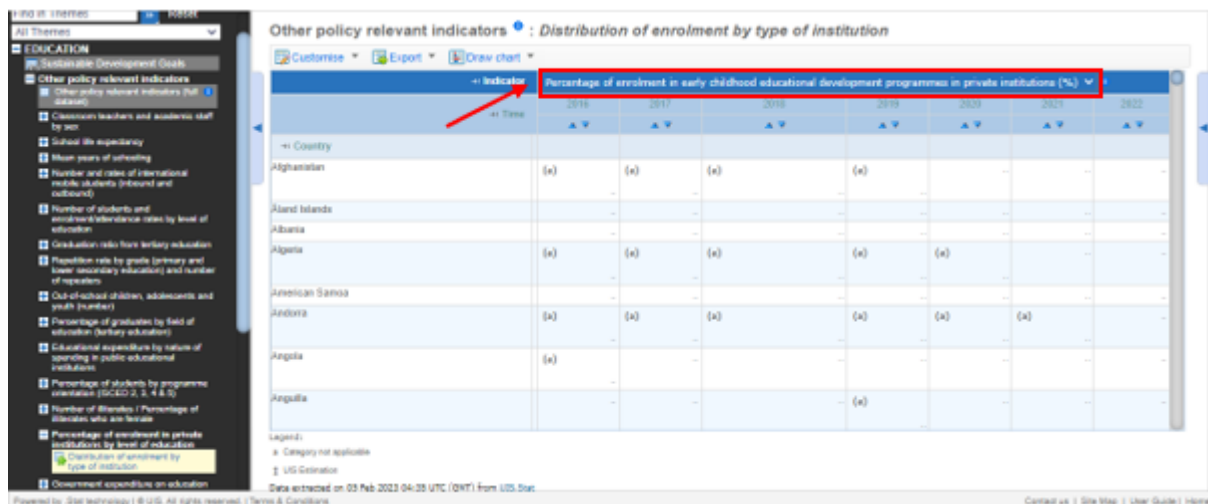 Find in Themes
Reset
All Themes
EDUCATION
Sustainable Development Goals
Other policy relevant indicators
Other policy relevant indicators (full dataset)
Classroom teachers and academic staff by sex
School life expectancy
Mean years of schooling
Number and rates of international mobile students (inbound and outbound)
Number of students and enrolment/attendance rates by level of education
Graduation ratio from tertiary education
Repetition rate by grade (primary and lower secondary education) and number of repeaters
Out-of-school children, adolescents and youth (number)
Percentage of graduates by field of education (tertiary education)
Educational expenditure by nature of spending in public educational institutions
Percentage of students by programme orientation (ISCED 2, 3, 4 & 5)
Number of illiterates / Percentage of illiterates who are female
Percentage of enrolment in private institutions by level of education
Distribution of enrolment by type of institution
Government expenditure on education
Other policy relevant indicators : Distribution of enrolment by type of institution
Customise Export Draw chart
Indicator Percentage of enrolment in early childhood educational development programmes in private institutions (%)
Time 2016 2017 2018 2019 2020 2021 2022
Country
Afghanistan (a) (a) (a) (a) .. .. ..
.. .. .. ..
Åland Islands .. .. .. .. .. .. ..
Albania .. .. .. .. .. .. ..
Algeria (a) (a) (a) (a) (a)
.. .. .. .. .. .. ..
American Samoa .. .. .. .. .. .. ..
Andorra (a) (a) (a) (a) (a) (a)
.. .. .. .. .. .. ..
Angola (a)
.. .. .. .. .. .. ..
Anguilla .. .. .. (a) .. .. ..
Legend:
a Category not applicable
‡ UIS Estimation
Data extracted on 03 Feb 2023 04:35 UTC (GMT) from UIS.Stat
Powered by .Stat technology | © UIS. All rights reserved. | Terms & Conditions
Contact us | Site Map | User Guide | Home